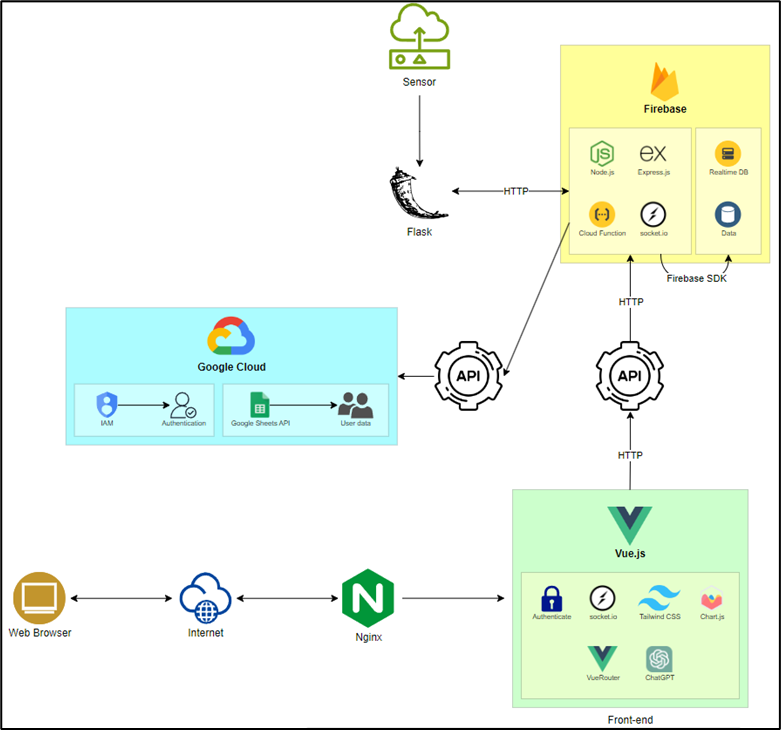 Sensor
Firebase
JS
Node.js
ex
Express.js
Realtime DB
Flask
HTTP
Cloud Function
socket.io
Data
Firebase SDK
HTTP
Google Cloud
API
API
IAM
Authentication
Google Sheets API
User data
HTTP
Vue.js
N
Web Browser
Internet
Nginx
Authenticate
socket.io
Tailwind CSS
Chart.js
VueRouter
ChatGPT
Front-end